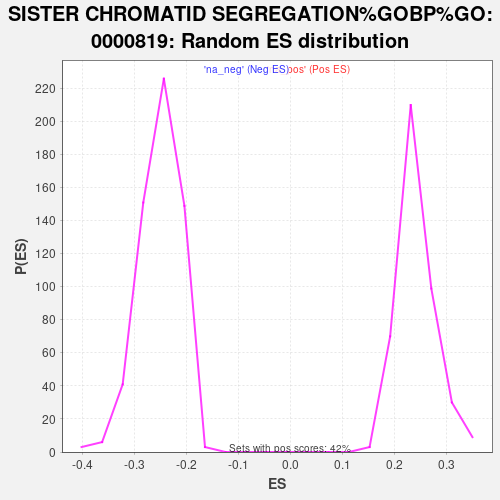 SISTER CHROMATID SEGREGATION%GOBP%GO:
0000819: Random ES distribution
'na_neg' (Neg ES)pos' (Pos ES)
220
200
180
160
140
120
100
80
60
40
20
0
P(ES)
Sets with pos scores: 42%
-0.4 -0.3 -0.2 -0.1 0.0 0.1 0.2 0.3
ES